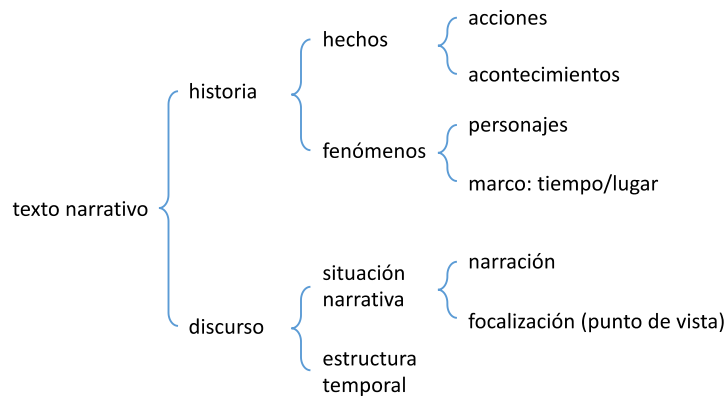 acciones
hechos
acontecimientos
historia
personajes
fenómenos
marco: tiempo/lugar
texto narrativo
narración
situación
narrativa
focalización (punto de vista)
discurso
estructura
temporal